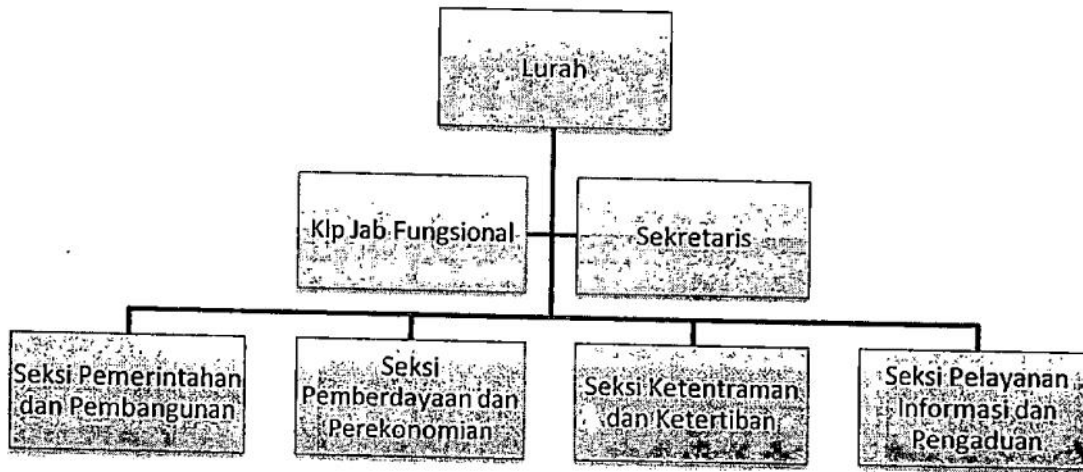 Lurah
Klp Jab Fungsional
Sekretaris
Seksi Pemerintahan
dan Pembangunan
Seksi
Pemberdayaan dan
Perekonomian
Seksi Ketentraman
dan Ketertiban
Seksi Pelayanan
Informasi dan
Pengaduan